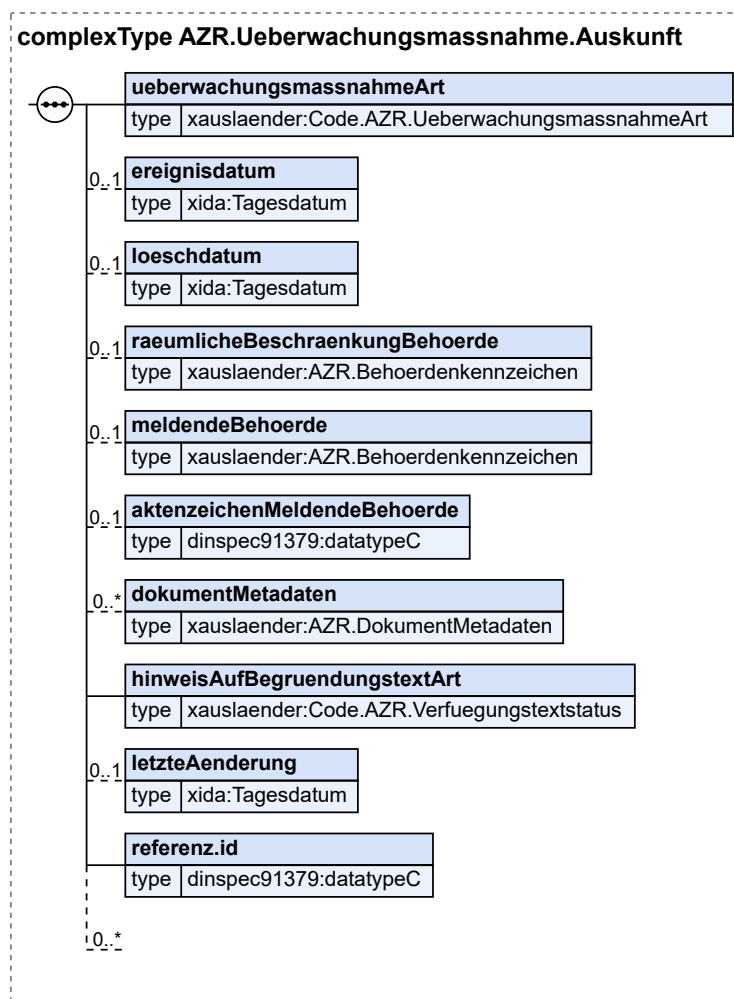 complexType AZR.Ueberwachungsmassnahme.Auskunft
ueberwachungsmassnahmeArt
type xauslaender:Code.AZR.UeberwachungsmassnahmeArt
0..1 ereignisdatum
type xida:Tagesdatum
0..1 loeschdatum
type xida:Tagesdatum
0..1 raeumlicheBeschraenkungBehoerde
type xauslaender:AZR.Behoerdenkennzeichen
0..1 meldendeBehoerde
type xauslaender:AZR.Behoerdenkennzeichen
0..1 aktenzeichenMeldendeBehoerde
type dinspec91379:datatypeC
0..* dokumentMetadaten
type xauslaender:AZR.DokumentMetadaten
hinweisAufBegruendungstextArt
type xauslaender:Code.AZR.Verfuegungstextstatus
0..1 letzteAenderung
type xida:Tagesdatum
referenz.id
type dinspec91379:datatypeC
0..*